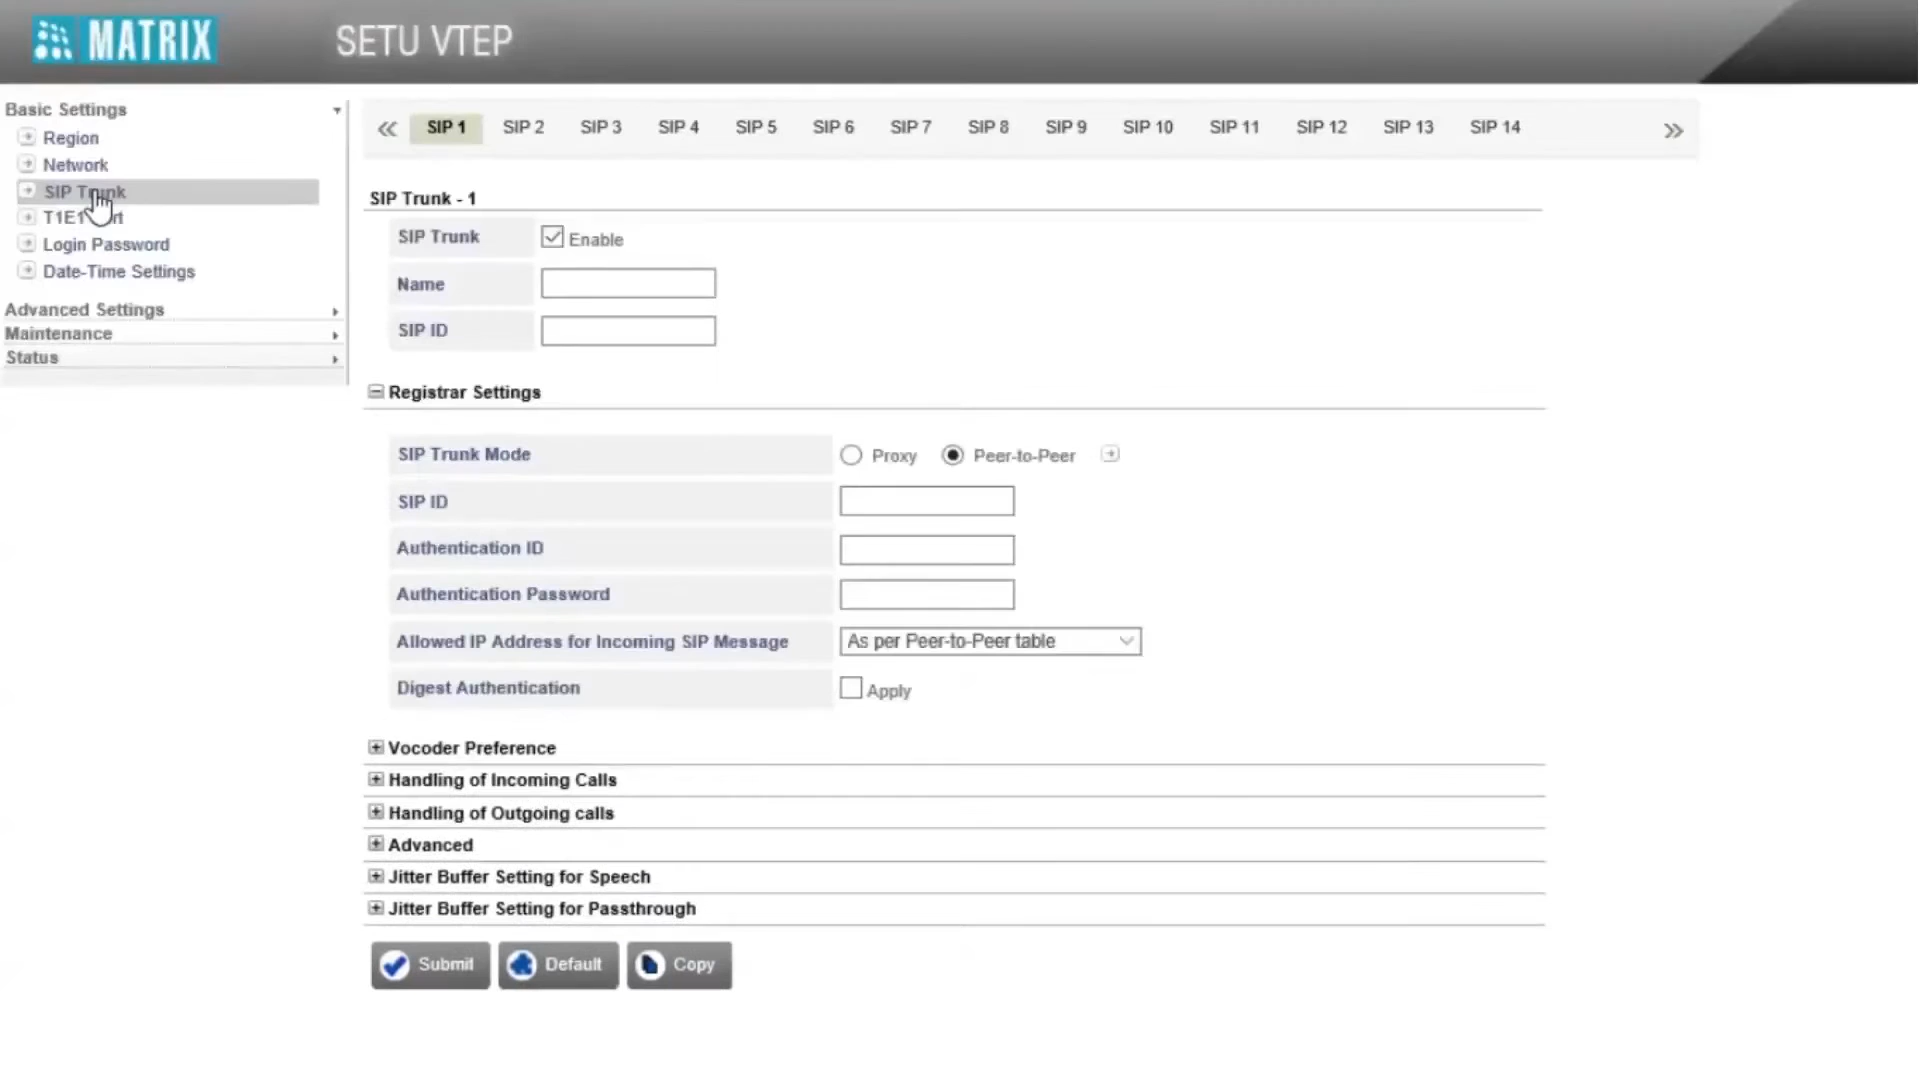 MATRIX SETU VTEP
Basic Settings
Region
Network
SIP Trunk
T1E1
Login Password
Date-Time Settings
Advanced Settings
Maintenance
Status
SIP 1 SIP 2 SIP 3 SIP 4 SIP 5 SIP 6 SIP 7 SIP 8 SIP 9 SIP 10 SIP 11 SIP 12 SIP 13 SIP 14
SIP Trunk - 1
SIP Trunk Enable
Name
SIP ID
Registrar Settings
SIP Trunk Mode Proxy Peer-to-Peer
SIP ID
Authentication ID
Authentication Password
Allowed IP Address for Incoming SIP Message As per Peer-to-Peer table
Digest Authentication Apply
Vocoder Preference
Handling of Incoming Calls
Handling of Outgoing calls
Advanced
Jitter Buffer Setting for Speech
Jitter Buffer Setting for Passthrough
Submit Default Copy